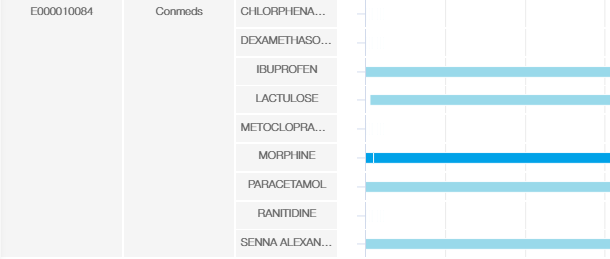 E000010084 Conmeds CHLORPHENA...
DEXAMETHASO...
IBUPROFEN
LACTULOSE
METOCLOPRA...
MORPHINE
PARACETAMOL
RANITIDINE
SENNA ALEXAN...